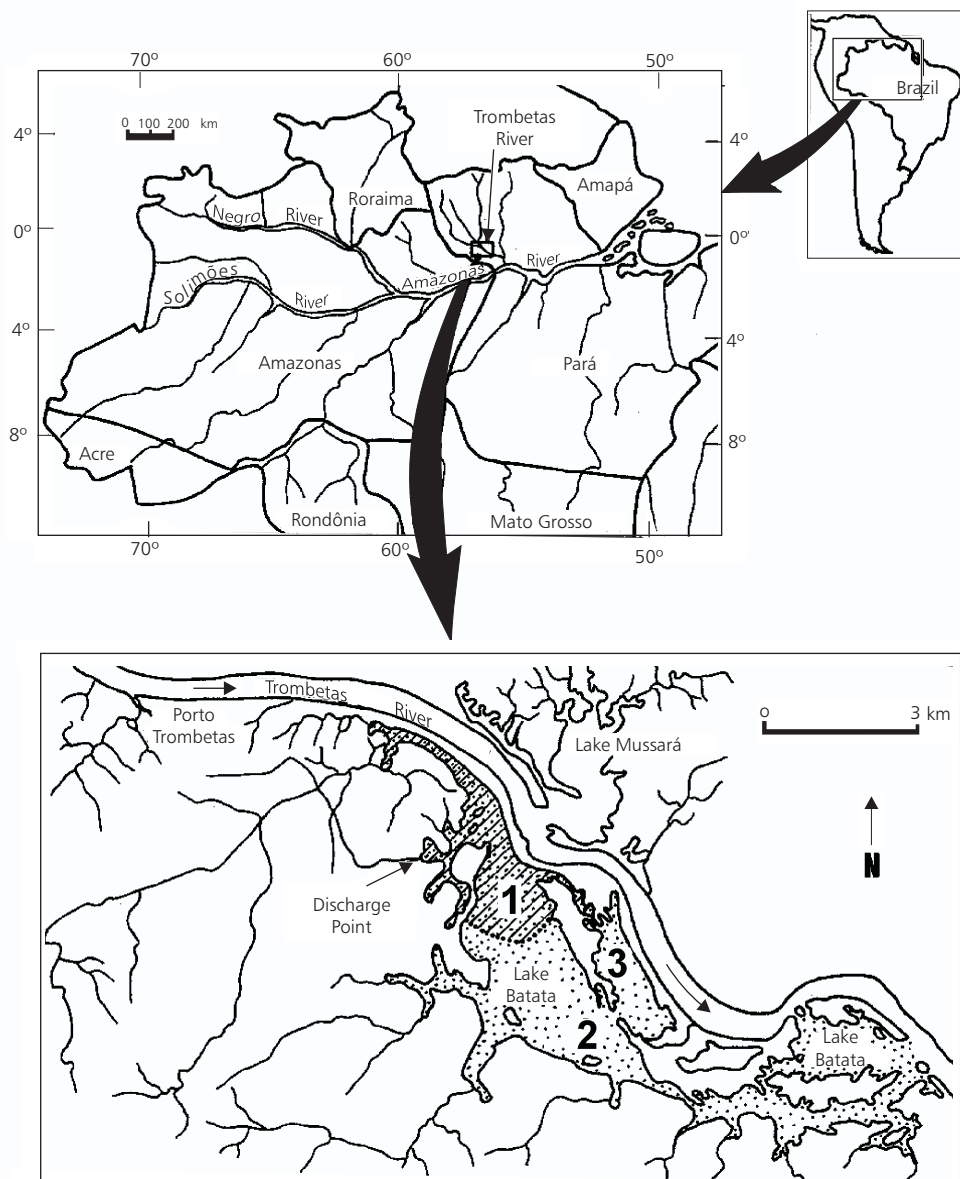 70º 60º 50º
Brazil
0 100 200 km
Trombetas
River
4º
4º
Roraima
Amapá
Negro River
0º
0º
River
Amazonas
Solimões
River
4º
4º
Amazonas
Pará
8º
8º
Acre
Rondônia
Mato Grosso
70º 60º 50º
Trombetas
River
Porto
Trombetas
Lake Mussará
0 3 km
N
Discharge
Point
1
3
Lake
Batata
2
Lake
Batata